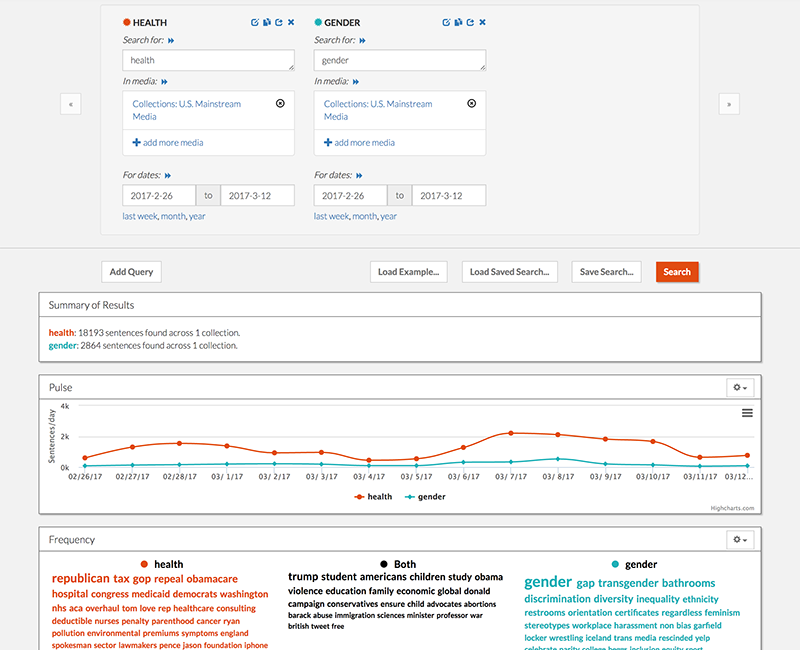 HEALTH
Search for:
health
In media:
Collections: U.S. Mainstream
Media
add more media
For dates:
2017-2-26 to 2017-3-12
last week, month, year
GENDER
Search for:
gender
In media:
Collections: U.S. Mainstream
Media
add more media
For dates:
2017-2-26 to 2017-3-12
last week, month, year
«
»
Add Query
Load Example...
Load Saved Search...
Save Search...
Search
Summary of Results
health: 18193 sentences found across 1 collection.
gender: 2864 sentences found across 1 collection.
Pulse
Sentences/day
4k
2k
0k
02/26/17 02/27/17 02/28/17 03/ 1/17 03/ 2/17 03/ 3/17 03/ 4/17 03/ 5/17 03/ 6/17 03/ 7/17 03/ 8/17 03/ 9/17 03/10/17 03/11/17 03/12...
health gender
Highcharts.com
Frequency
health
republican tax gop repeal obamacare
hospital congress medicaid democrats washington
nhs aca overhaul tom love rep healthcare consulting
deductible nurses penalty parenthood cancer ryan
pollution environmental premiums symptoms england
spokesman sector lawmakers pence jason foundation iphone
Both
trump student americans children study obama
violence education family economic global donald
campaign conservatives ensure child advocates abortions
barack abuse immigration sciences minister professor war
british tweet free
gender
gender gap transgender bathrooms
discrimination diversity inequality ethnicity
restrooms orientation certificates regardless feminism
stereotypes workplace harassment non bias garfield
locker wrestling iceland trans media rescinded yelp
celebrate parity college beggs inclusion equity sport